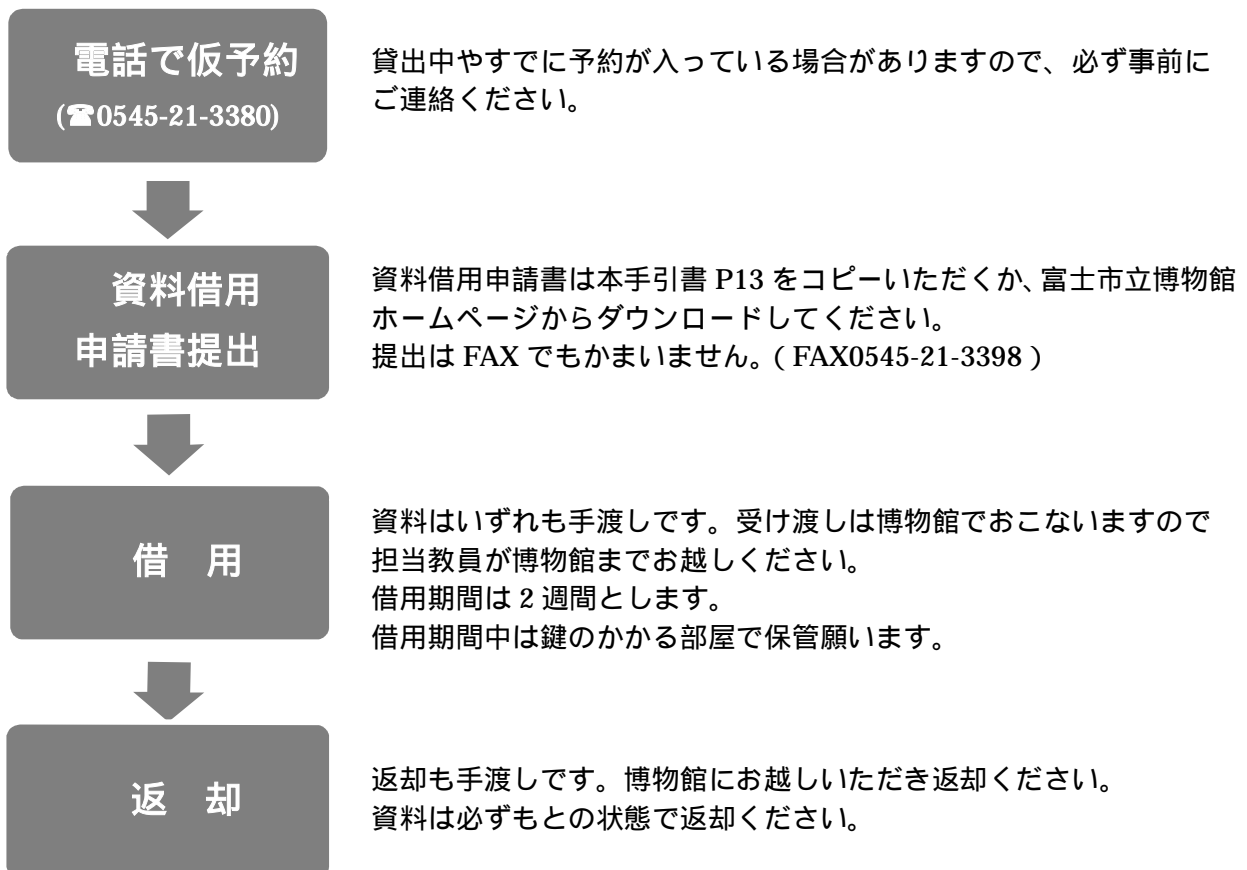 電話で仮予約
(☎0545-21-3380)
貸出中やすでに予約が入っている場合がありますので、必ず事前に
ご連絡ください。
資料借用
申請書提出
資料借用申請書は本手引書 P13 をコピーいただくか、富士市立博物館
ホームページからダウンロードしてください。
提出は FAX でもかまいません。( FAX0545-21-3398 )
借 用
資料はいずれも手渡しです。受け渡しは博物館でおこないますので
担当教員が博物館までお越しください。
借用期間は 2 週間とします。
借用期間中は鍵のかかる部屋で保管願います。
返 却
返却も手渡しです。博物館にお越しいただき返却ください。
資料は必ずもとの状態で返却ください。